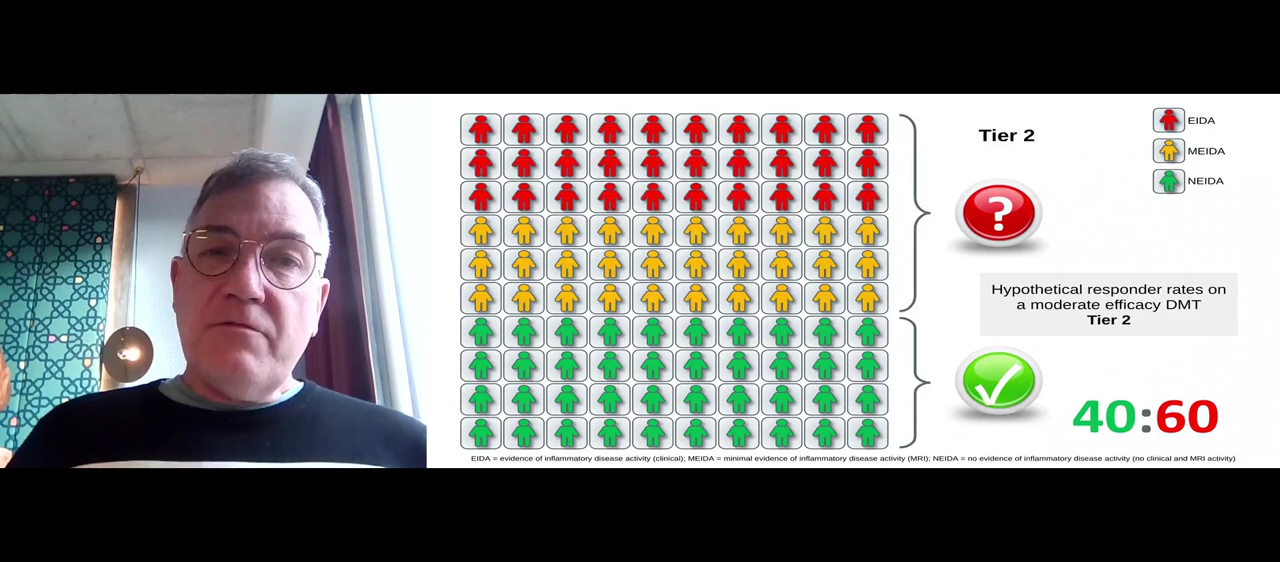 Tier 2
EIDA
MEIDA
NEIDA
?
Hypothetical responder rates on
a moderate efficacy DMT
Tier 2
40:60
EIDA = evidence of inflammatory disease activity (clinical); MEIDA = minimal evidence of inflammatory disease activity (MRI); NEIDA = no evidence of inflammatory disease activity (no clinical and MRI activity)